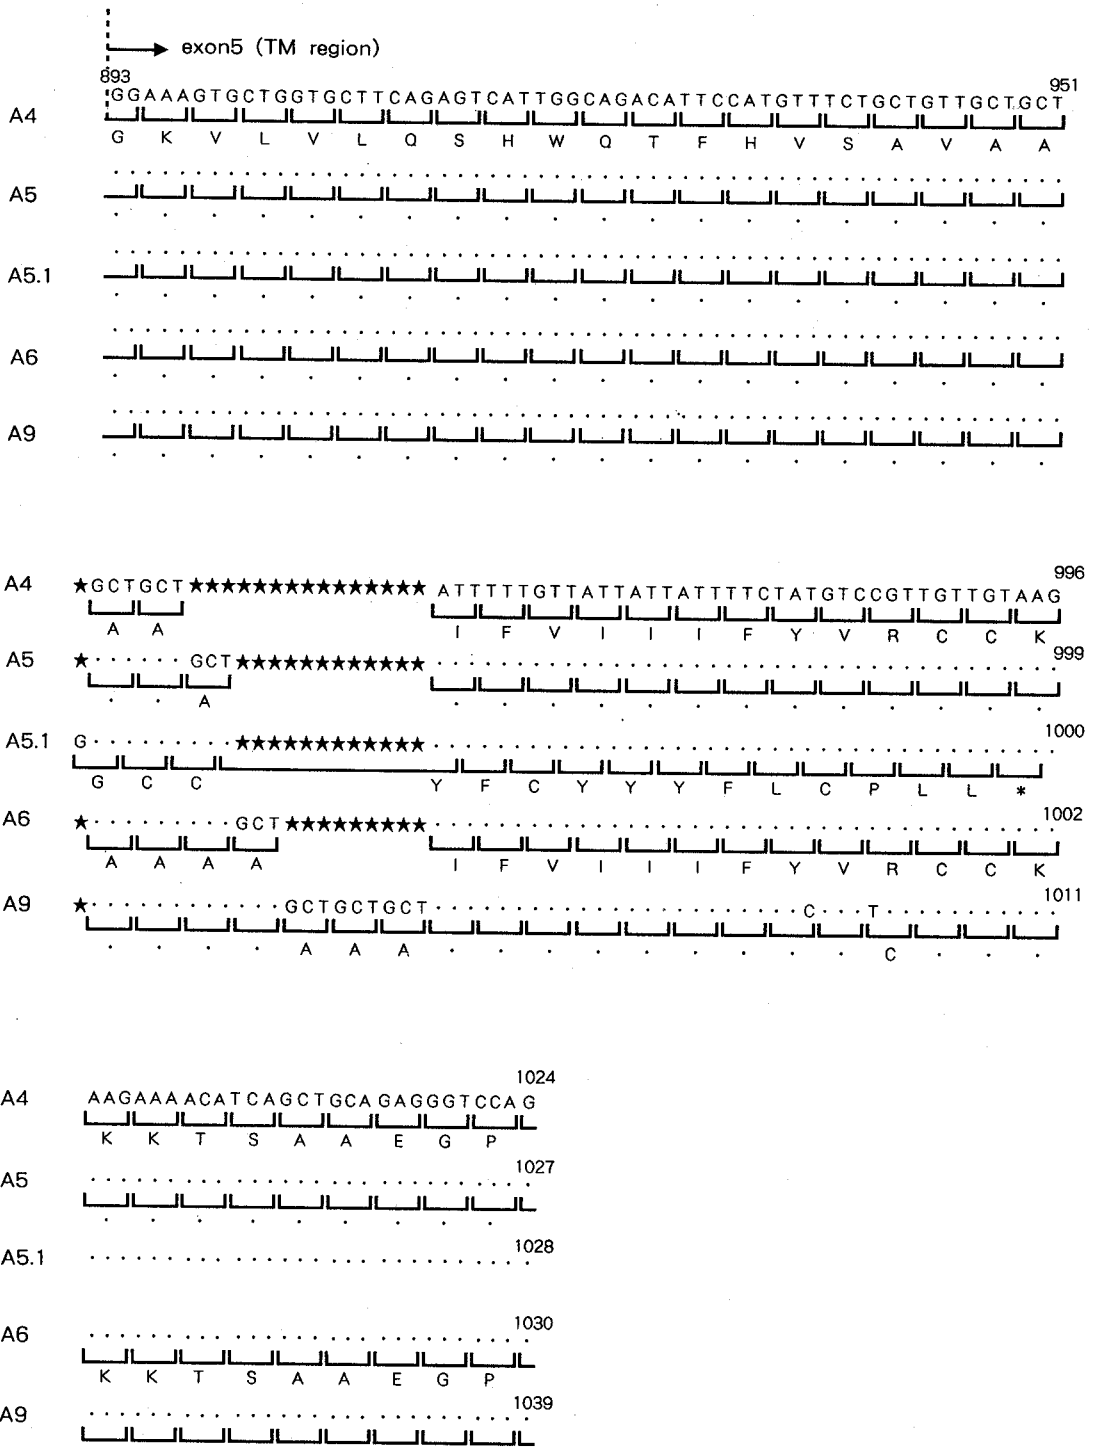 exon5 (TM region)
893 951
A4 GGAAAGTGCTGGTGCTTCAGAGTCATTGGCAGACATTCCATGTTTCTGCTGTTGCTGCT
G K V L V L Q S H W Q T F H V S A V A A
A5
A5.1
A6
A9
A4 ★GCTGCT★★★★★★★★★★★★★★★ATTTTTGTTATTATTATTTTCTATGTCCGTTGTTGTAAG 996
A A I F V I I I F Y V R C C K
A5 ★······GCT★★★★★★★★★★★★······································· 999
A
A5.1 G·········★★★★★★★★★★★★······································· 1000
G C C Y F C Y Y Y F L C P L L *
A6 ★·········GCT★★★★★★★★★······································· 1002
A A A A I F V I I I F Y V R C C K
A9 ★············GCTGCTGCT·······················C···T··········· 1011
A A A C
A4 AAGAAAACATCAGCTGCAGAGGGTCCAG 1024
K K T S A A E G P
A5 ···························· 1027
A5.1 ···························· 1028
A6 ···························· 1030
K K T S A A E G P
A9 ···························· 1039